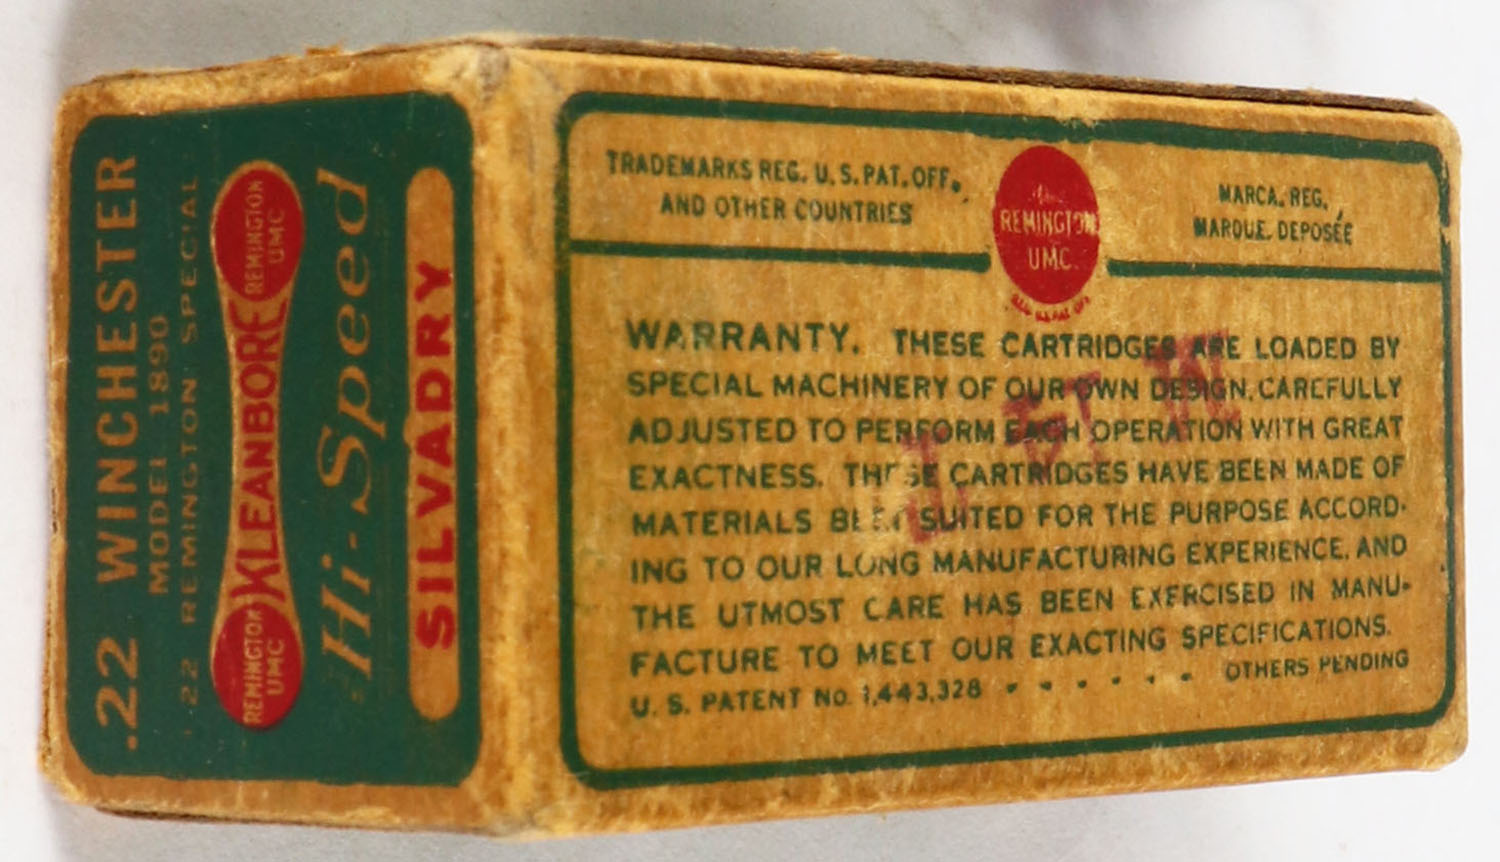 .22 WINCHESTER
MODEL 1890
.22 REMINGTON SPECIAL
REMINGTON UMC
KLEANBORE
REMINGTON UMC
Hi-Speed
SILVADRY
TRADEMARKS REG. U.S. PAT. OFF.
AND OTHER COUNTRIES
REMINGTON
UMC.
MARCA. REG.
MARQUE. DEPOSÉE
WARRANTY. THESE CARTRIDGES ARE LOADED BY
SPECIAL MACHINERY OF OUR OWN DESIGN, CAREFULLY
ADJUSTED TO PERFORM EACH OPERATION WITH GREAT
EXACTNESS. THESE CARTRIDGES HAVE BEEN MADE OF
MATERIALS BEST SUITED FOR THE PURPOSE ACCORD-
ING TO OUR LONG MANUFACTURING EXPERIENCE, AND
THE UTMOST CARE HAS BEEN EXERCISED IN MANU-
FACTURE TO MEET OUR EXACTING SPECIFICATIONS.
U. S. PATENT NO. 1,443,328 - - - - - - OTHERS PENDING